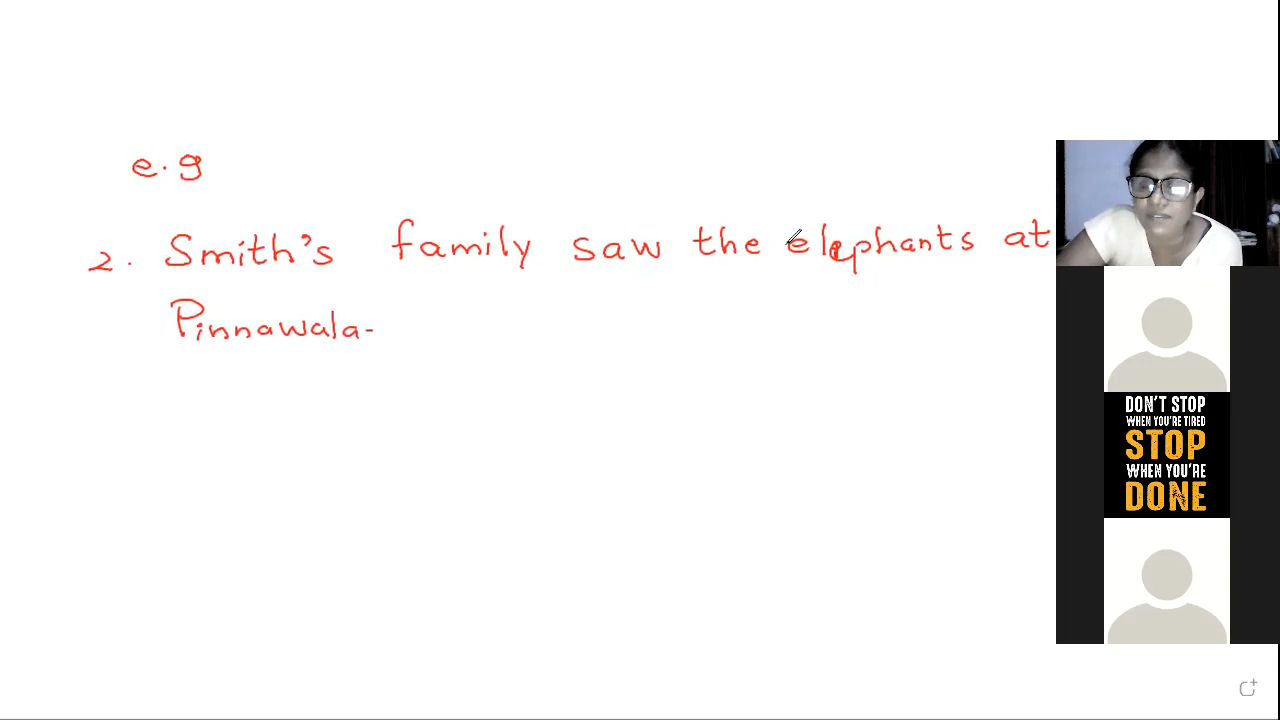 e.g
2. Smith's family saw the elephants at
Pinnawala.
DON'T STOP
WHEN YOU'RE TIRED
STOP
WHEN YOU'RE
DONE